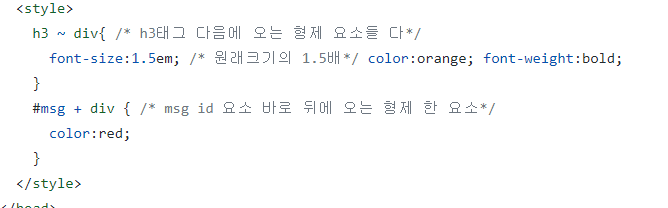 <style>
h3 ~ div{ /* h3태그 다음에 오는 형제 요소들 다*/
font-size:1.5em; /* 원래크기의 1.5배*/ color:orange; font-weight:bold;
}
#msg + div { /* msg id 요소 바로 뒤에 오는 형제 한 요소*/
color:red;
}
</style>
</head>